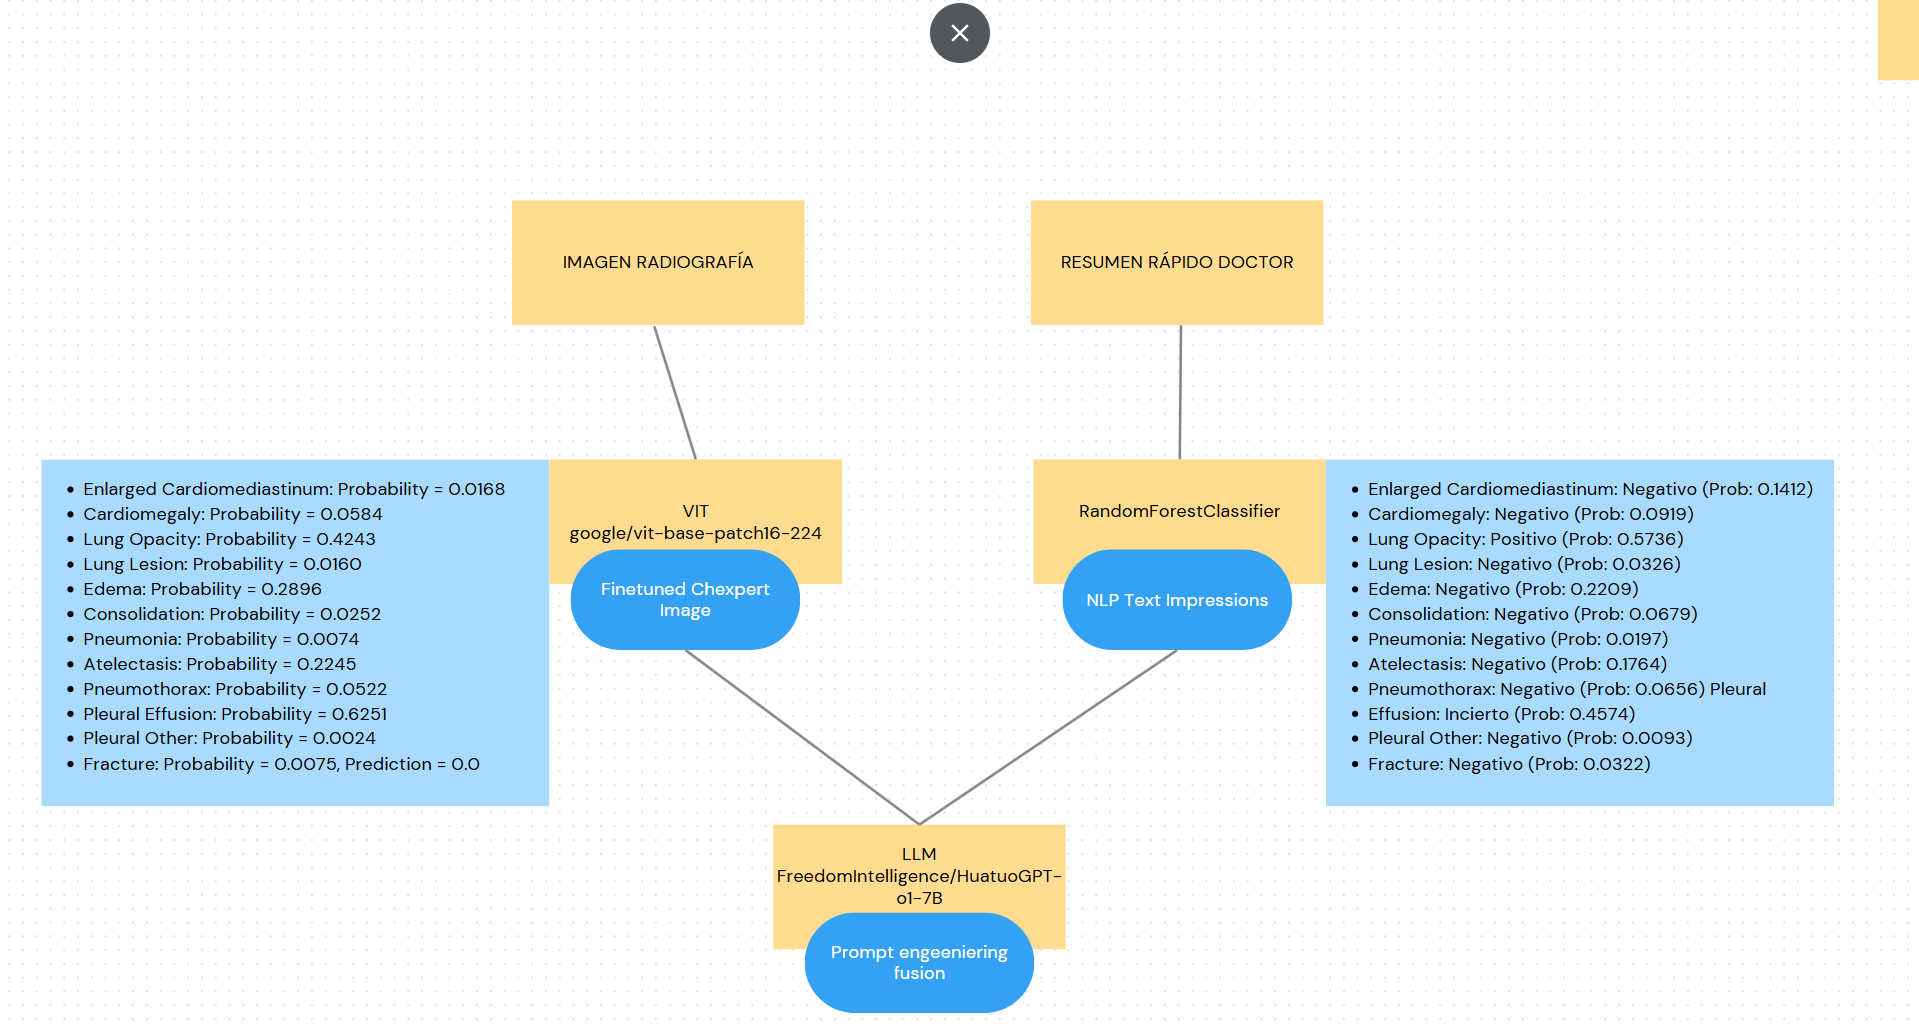 IMAGEN RADIOGRAFÍA
RESUMEN RÁPIDO DOCTOR
• Enlarged Cardiomediastinum: Probability = 0.0168
• Cardiomegaly: Probability = 0.0584
• Lung Opacity: Probability = 0.4243
• Lung Lesion: Probability = 0.0160
• Edema: Probability = 0.2896
• Consolidation: Probability = 0.0252
• Pneumonia: Probability = 0.0074
• Atelectasis: Probability = 0.2245
• Pneumothorax: Probability = 0.0522
• Pleural Effusion: Probability = 0.6251
• Pleural Other: Probability = 0.0024
• Fracture: Probability = 0.0075, Prediction = 0.0
VIT
google/vit-base-patch16-224
Finetuned Chexpert
Image
RandomForestClassifier
NLP Text Impressions
• Enlarged Cardiomediastinum: Negativo (Prob: 0.1412)
• Cardiomegaly: Negativo (Prob: 0.0919)
• Lung Opacity: Positivo (Prob: 0.5736)
• Lung Lesion: Negativo (Prob: 0.0326)
• Edema: Negativo (Prob: 0.2209)
• Consolidation: Negativo (Prob: 0.0679)
• Pneumonia: Negativo (Prob: 0.0197)
• Atelectasis: Negativo (Prob: 0.1764)
• Pneumothorax: Negativo (Prob: 0.0656) Pleural
• Effusion: Incierto (Prob: 0.4574)
• Pleural Other: Negativo (Prob: 0.0093)
• Fracture: Negativo (Prob: 0.0322)
LLM
FreedomIntelligence/HuatuoGPT-
o1-7B
Prompt engeeniering
fusion